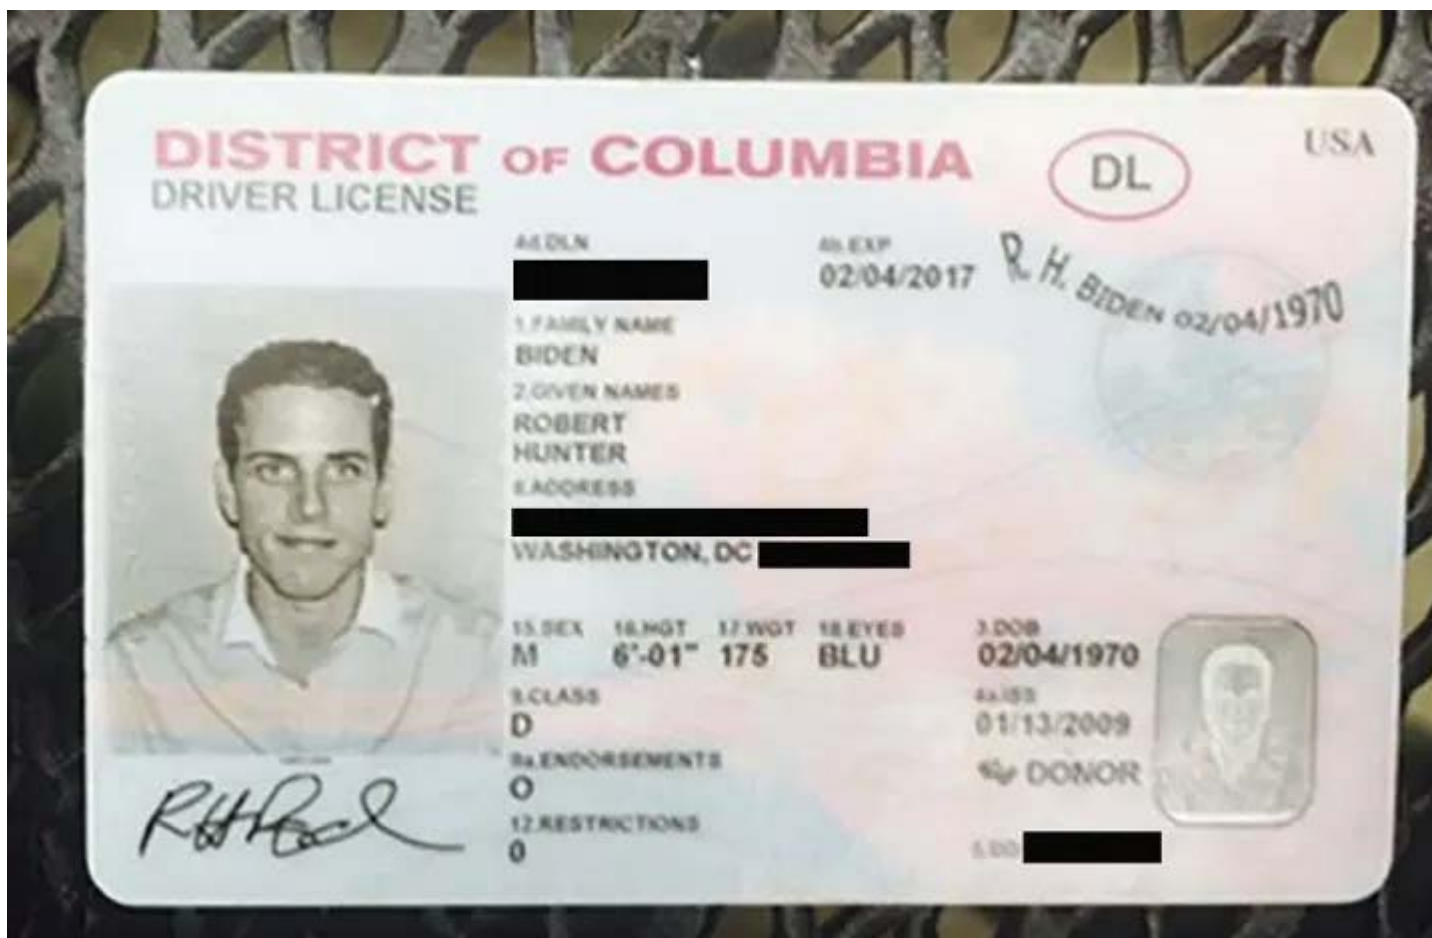 DISTRICT OF COLUMBIA
DRIVER LICENSE
DL
USA
4d.DLN
4b.EXP
02/04/2017
R. H. BIDEN 02/04/1970
1.FAMILY NAME
BIDEN
2.GIVEN NAMES
ROBERT
HUNTER
8.ADDRESS
WASHINGTON, DC
15.SEX 16.HGT 17.WGT 18.EYES 3.DOB
M 6'-01" 175 BLU 02/04/1970
9.CLASS 4a.ISS
D 01/13/2009
9a.ENDORSEMENTS
O DONOR
12.RESTRICTIONS
0